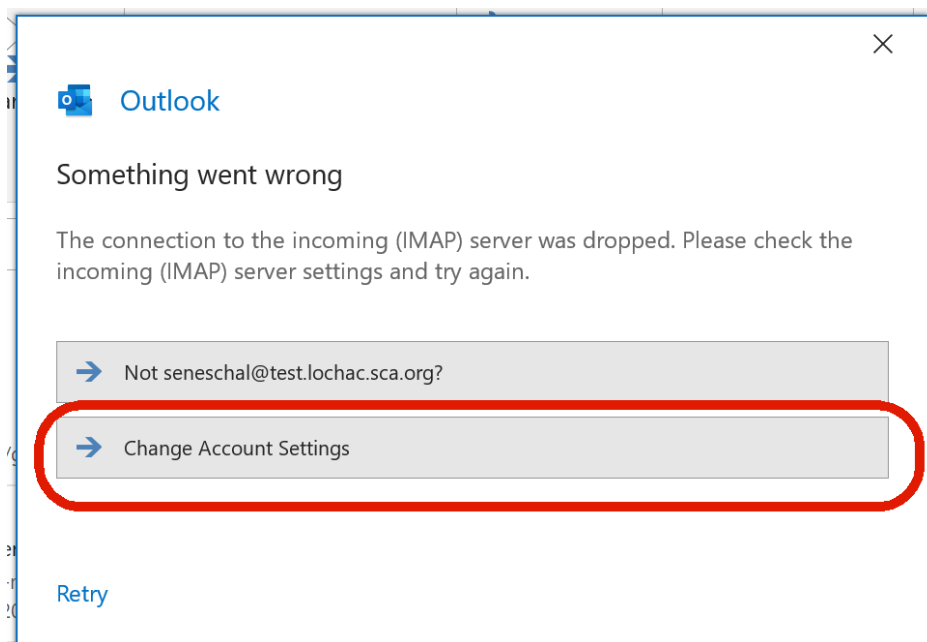 Outlook
Something went wrong
The connection to the incoming (IMAP) server was dropped. Please check the
incoming (IMAP) server settings and try again.
Not seneschal@test.lochac.sca.org?
Change Account Settings
Retry